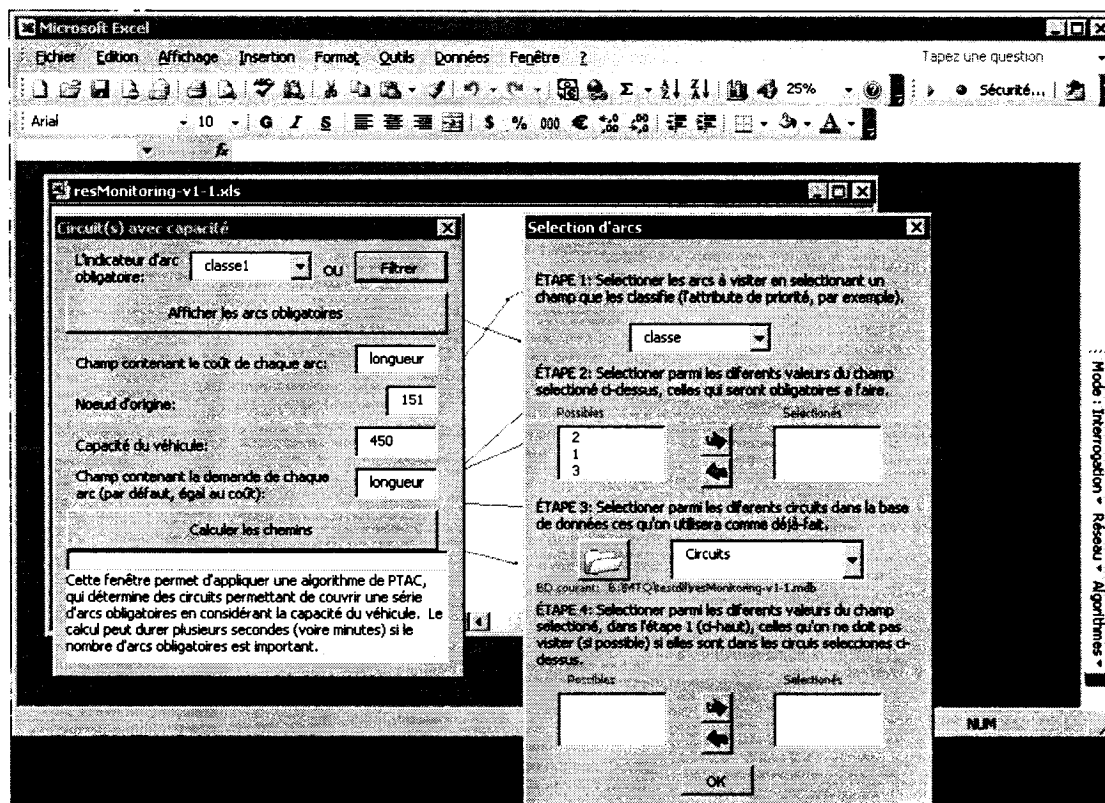 Microsoft Excel
Fichier Edition Affichage Insertion Format Outils Données Fenêtre ?
Tapez une question
25%
Sécurité...
Arial
10
G I S
$ % 000 €
fx
resMonitoring-v1-1.xls
Circuit(s) avec capacité
L'indicateur d'arc
obligatoire:
classe1
OU
Filtrer
Afficher les arcs obligatoires
Champ contenant le coût de chaque arc:
longueur
Noeud d'origine:
151
Capacité du véhicule:
450
Champ contenant la demande de chaque
arc (par défaut, égal au coût):
longueur
Calculer les chemins
Cette fenêtre permet d'appliquer une algorithme de PTAC,
qui détermine des circuits permettant de couvrir une série
d'arcs obligatoires en considérant la capacité du véhicule. Le
calcul peut durer plusieurs secondes (voire minutes) si le
nombre d'arcs obligatoires est important.
Selection d'arcs
ÉTAPE 1: Selectioner les arcs à visiter en selectionant un
champ que les classifie (l'attribute de priorité, par exemple).
classe
ÉTAPE 2: Selectioner parmi les diferents valeurs du champ
selectioné ci-dessus, celles qui seront obligatoires a faire.
Possibles
Selectionés
2
1
3
ÉTAPE 3: Selectioner parmi les diferents circuits dans la base
de données ces qu'on utilisera comme déjà-fait.
Circuits
BD courant:
ÉTAPE 4: Selectioner parmi les diferents valeurs du champ
selectioné, dans l'étape 1 (ci-haut), celles qu'on ne doit pas
visiter (si possible) si elles sont dans les circuis selecciones ci-
dessus.
Possibles
Selectionés
OK
Mode : Interrogation Réseau Algorithmes
NUM